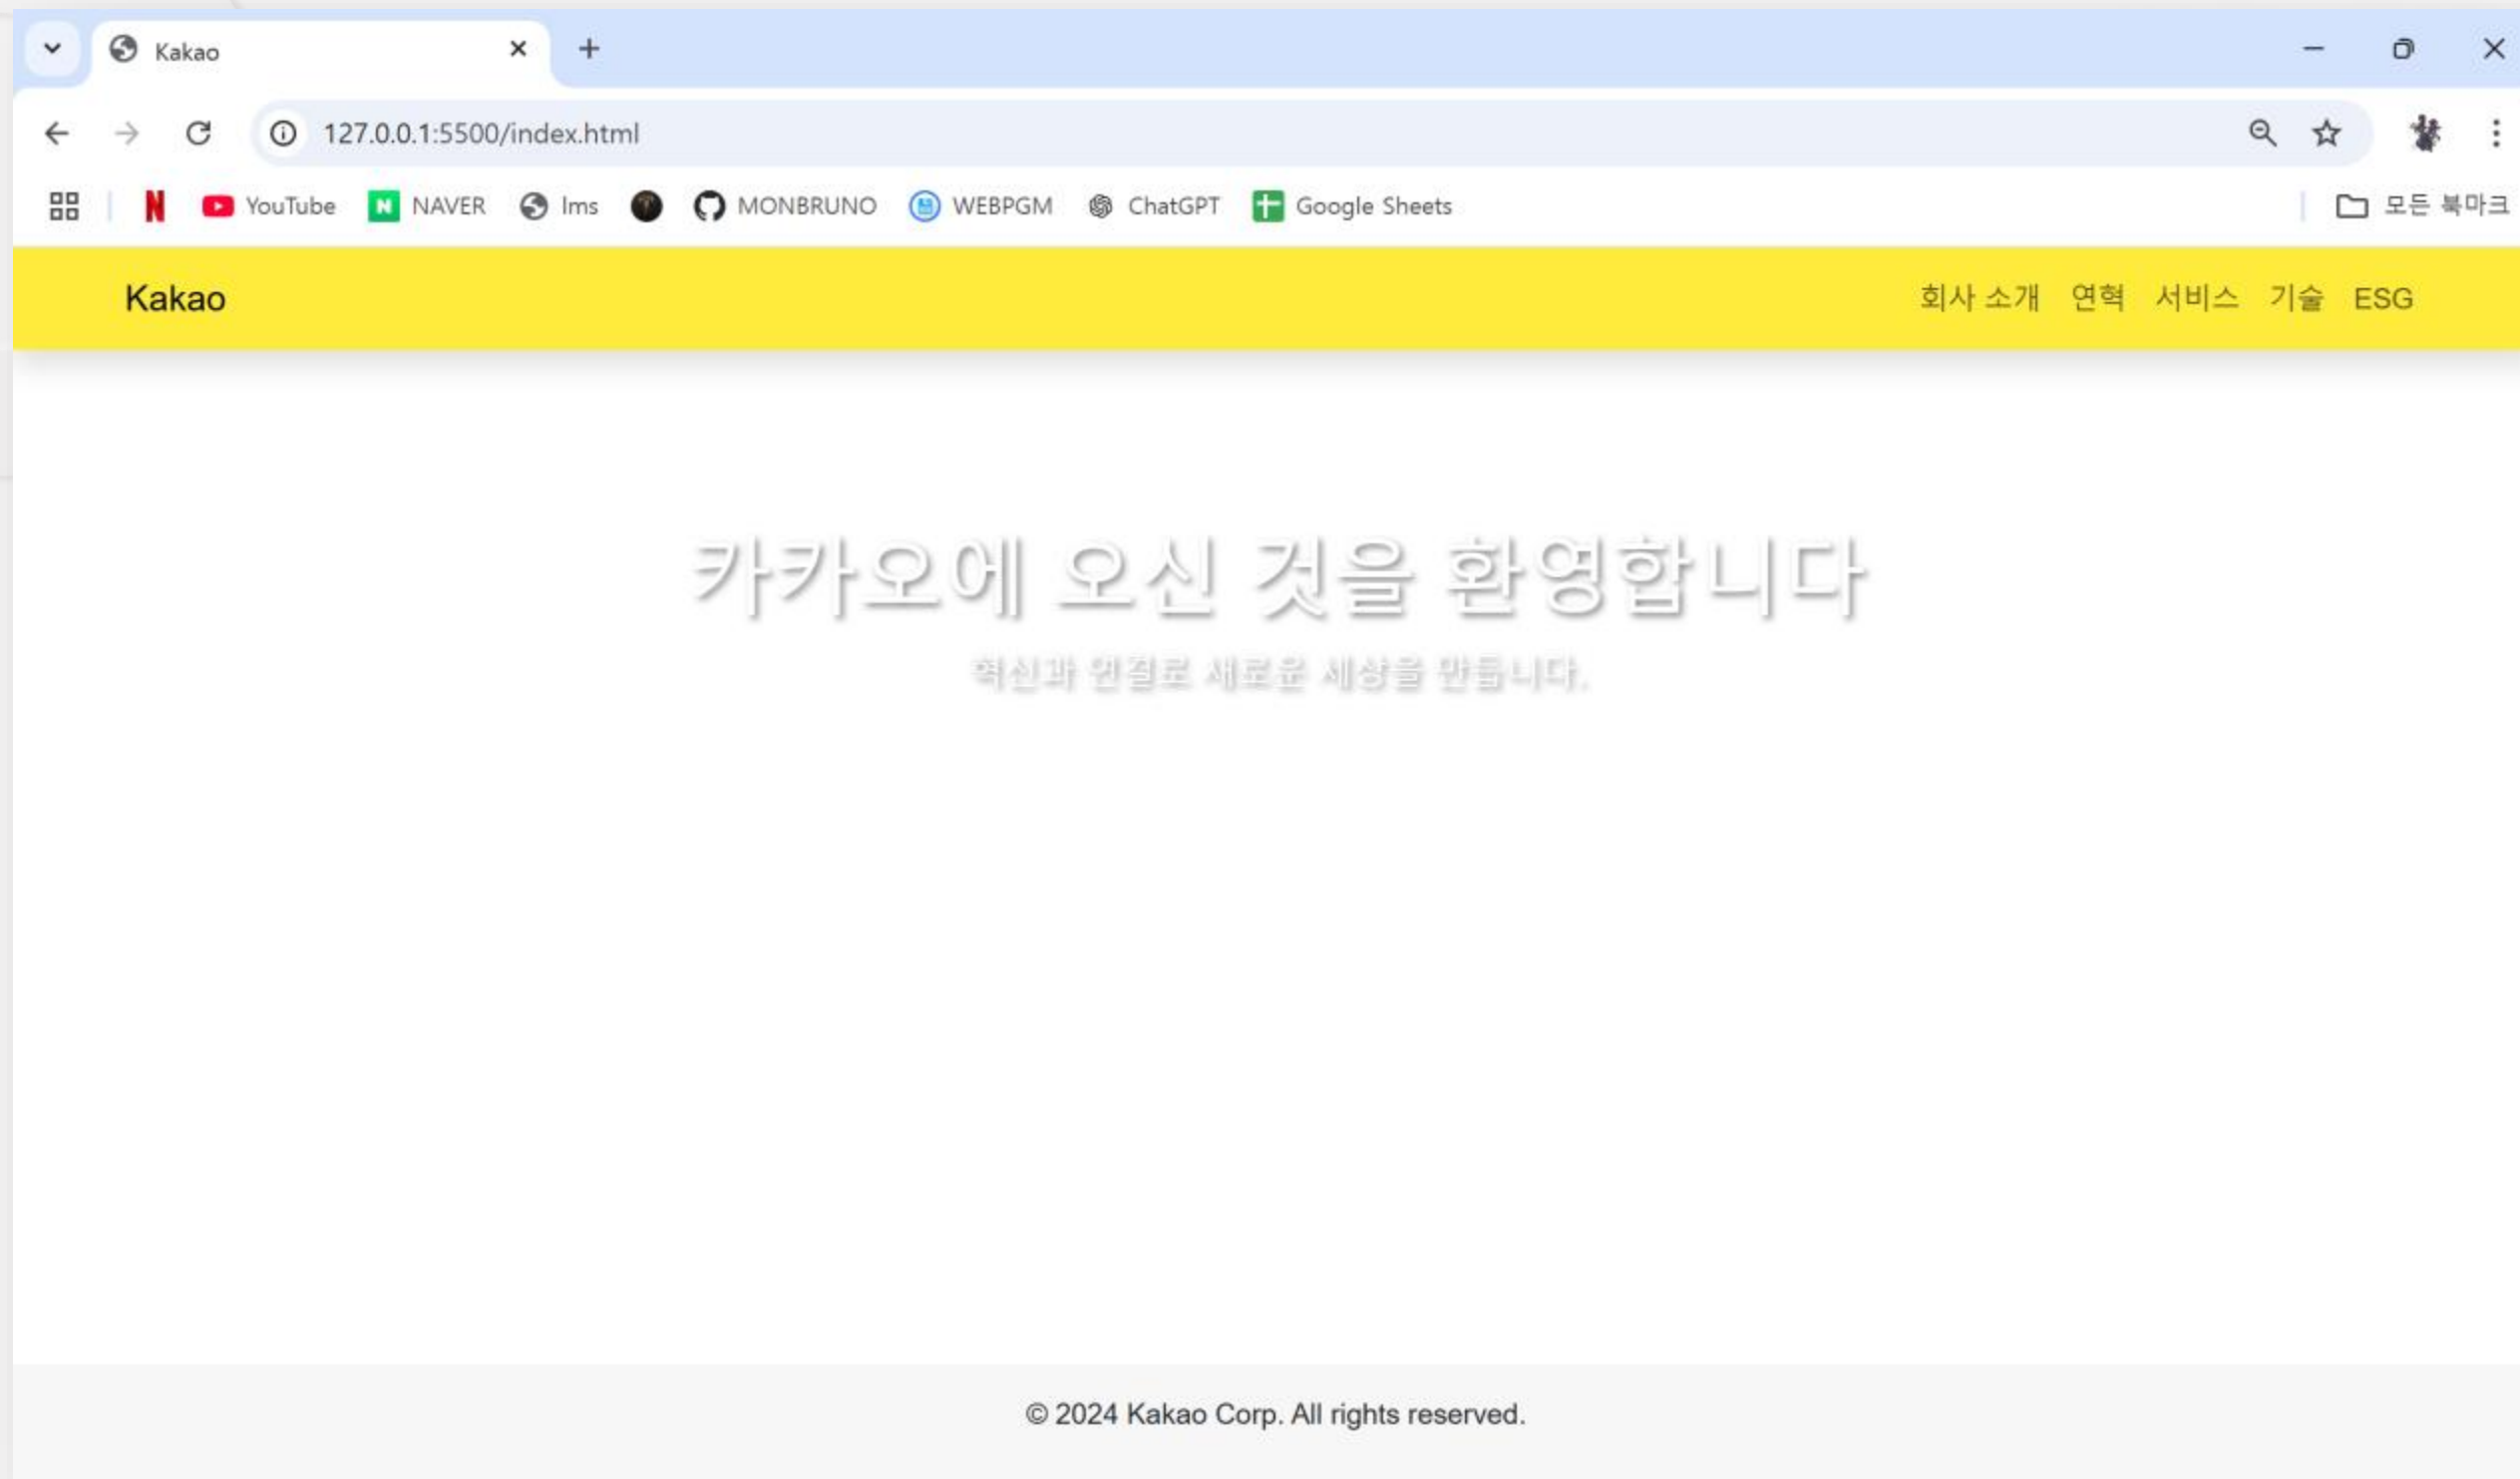 Kakao
127.0.0.1:5500/index.html
YouTube NAVER lms MONBRUNO WEBPGM ChatGPT Google Sheets 모든 북마크
Kakao 회사 소개 연혁 서비스 기술 ESG
카카오에 오신 것을 환영합니다
혁신과 연결로 새로운 세상을 만듭니다.
© 2024 Kakao Corp. All rights reserved.